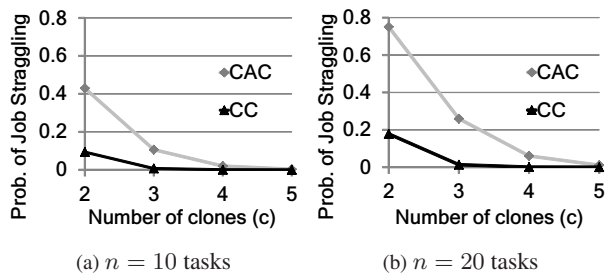 Prob. of Job Straggling
0.8
0.6
0.4
0.2
0
CAC
CC
2 3 4 5
Number of clones (c)
(a) n = 10 tasks
Prob. of Job Straggling
0.8
0.6
0.4
0.2
0
CAC
CC
2 3 4 5
Number of clones (c)
(b) n = 20 tasks